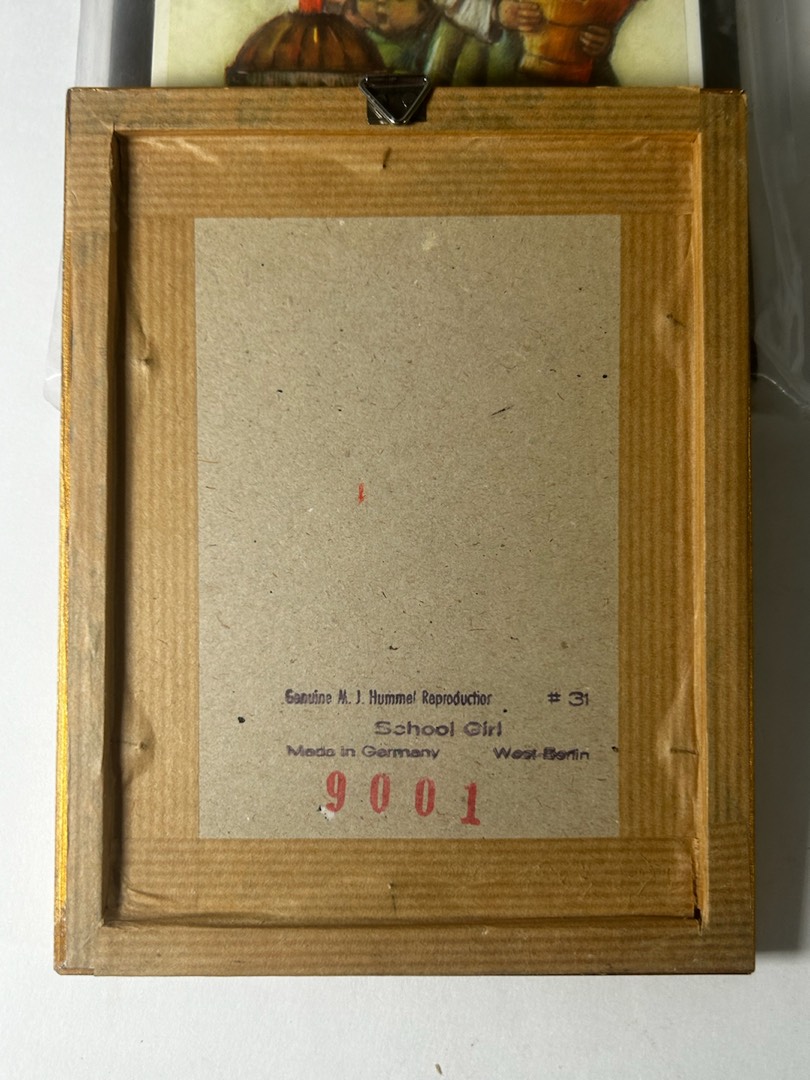 Genuine M. J. Hummel Reproduction # 31
School Girl
Made in Germany West Berlin
9001